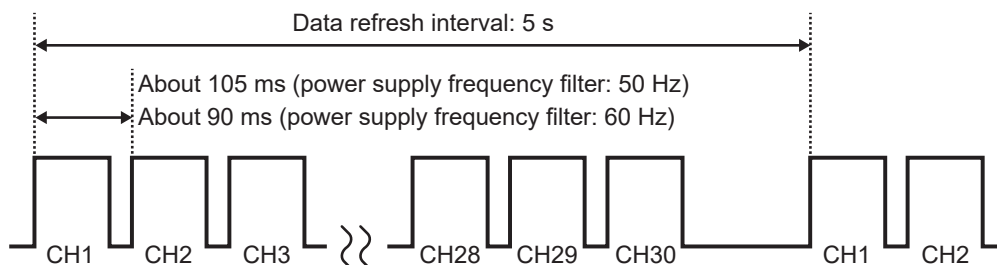 Data refresh interval: 5 s
About 105 ms (power supply frequency filter: 50 Hz)
About 90 ms (power supply frequency filter: 60 Hz)
CH1 CH2 CH3 CH28 CH29 CH30 CH1 CH2